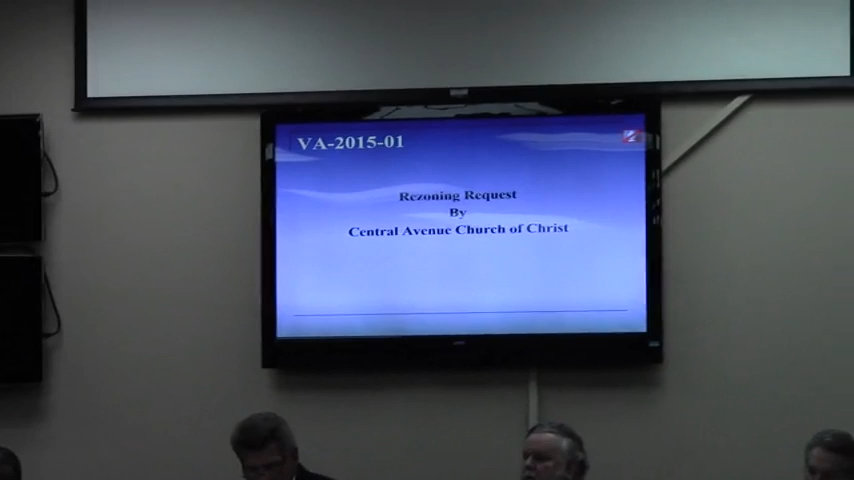 VA-2015-01
Rezoning Request
By
Central Avenue Church of Christ